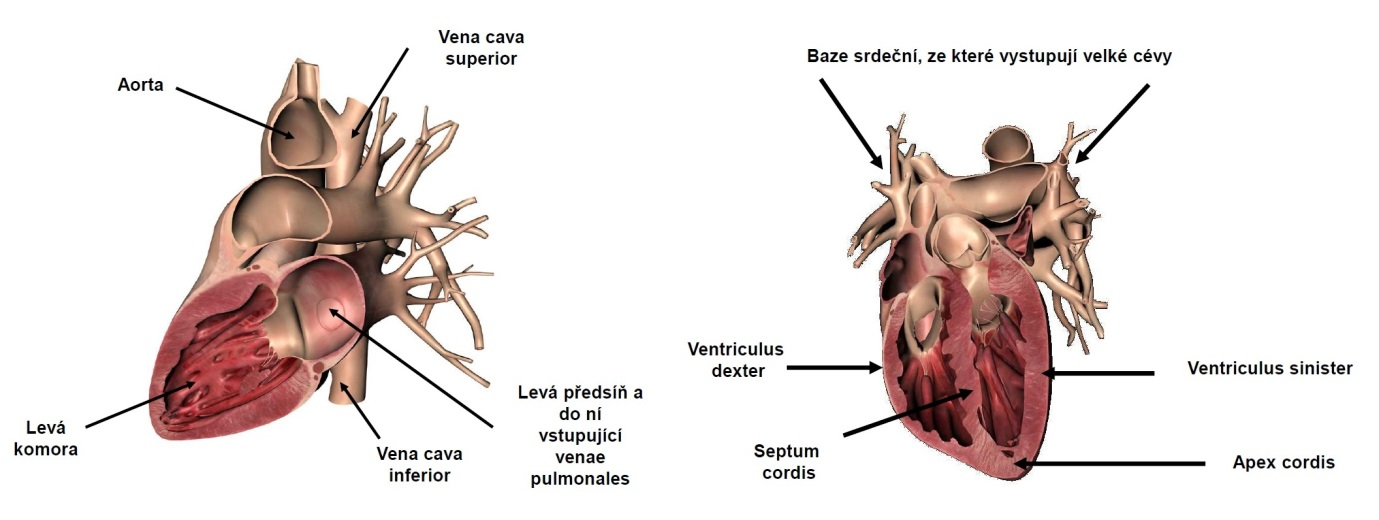 Vena cava
superior
Aorta
Levá
komora
Vena cava
inferior
Levá předsíň a
do ní
vstupující
venae
pulmonales
Baze srdeční, ze které vystupují velké cévy
Ventriculus
dexter
Ventriculus sinister
Septum
cordis
Apex cordis